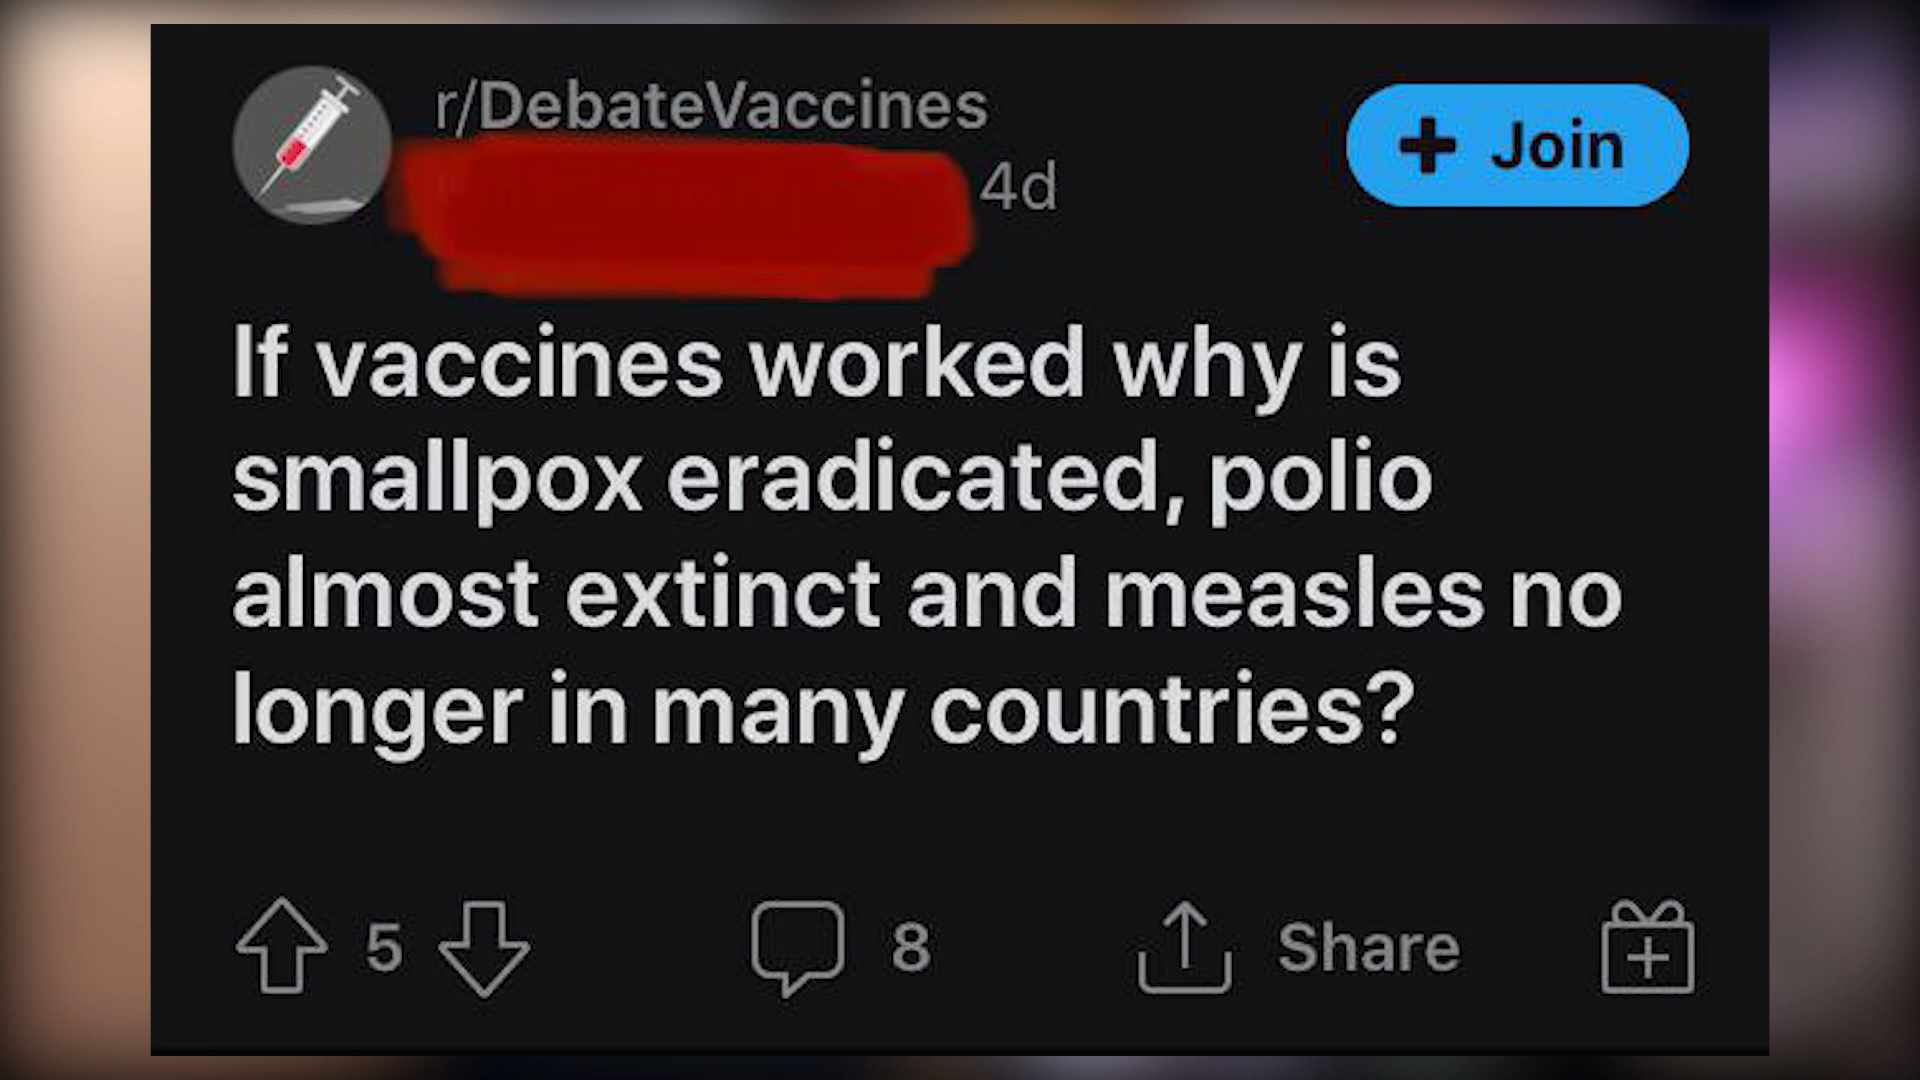 r/DebateVaccines
4d
+ Join
If vaccines worked why is
smallpox eradicated, polio
almost extinct and measles no
longer in many countries?
5
8
Share